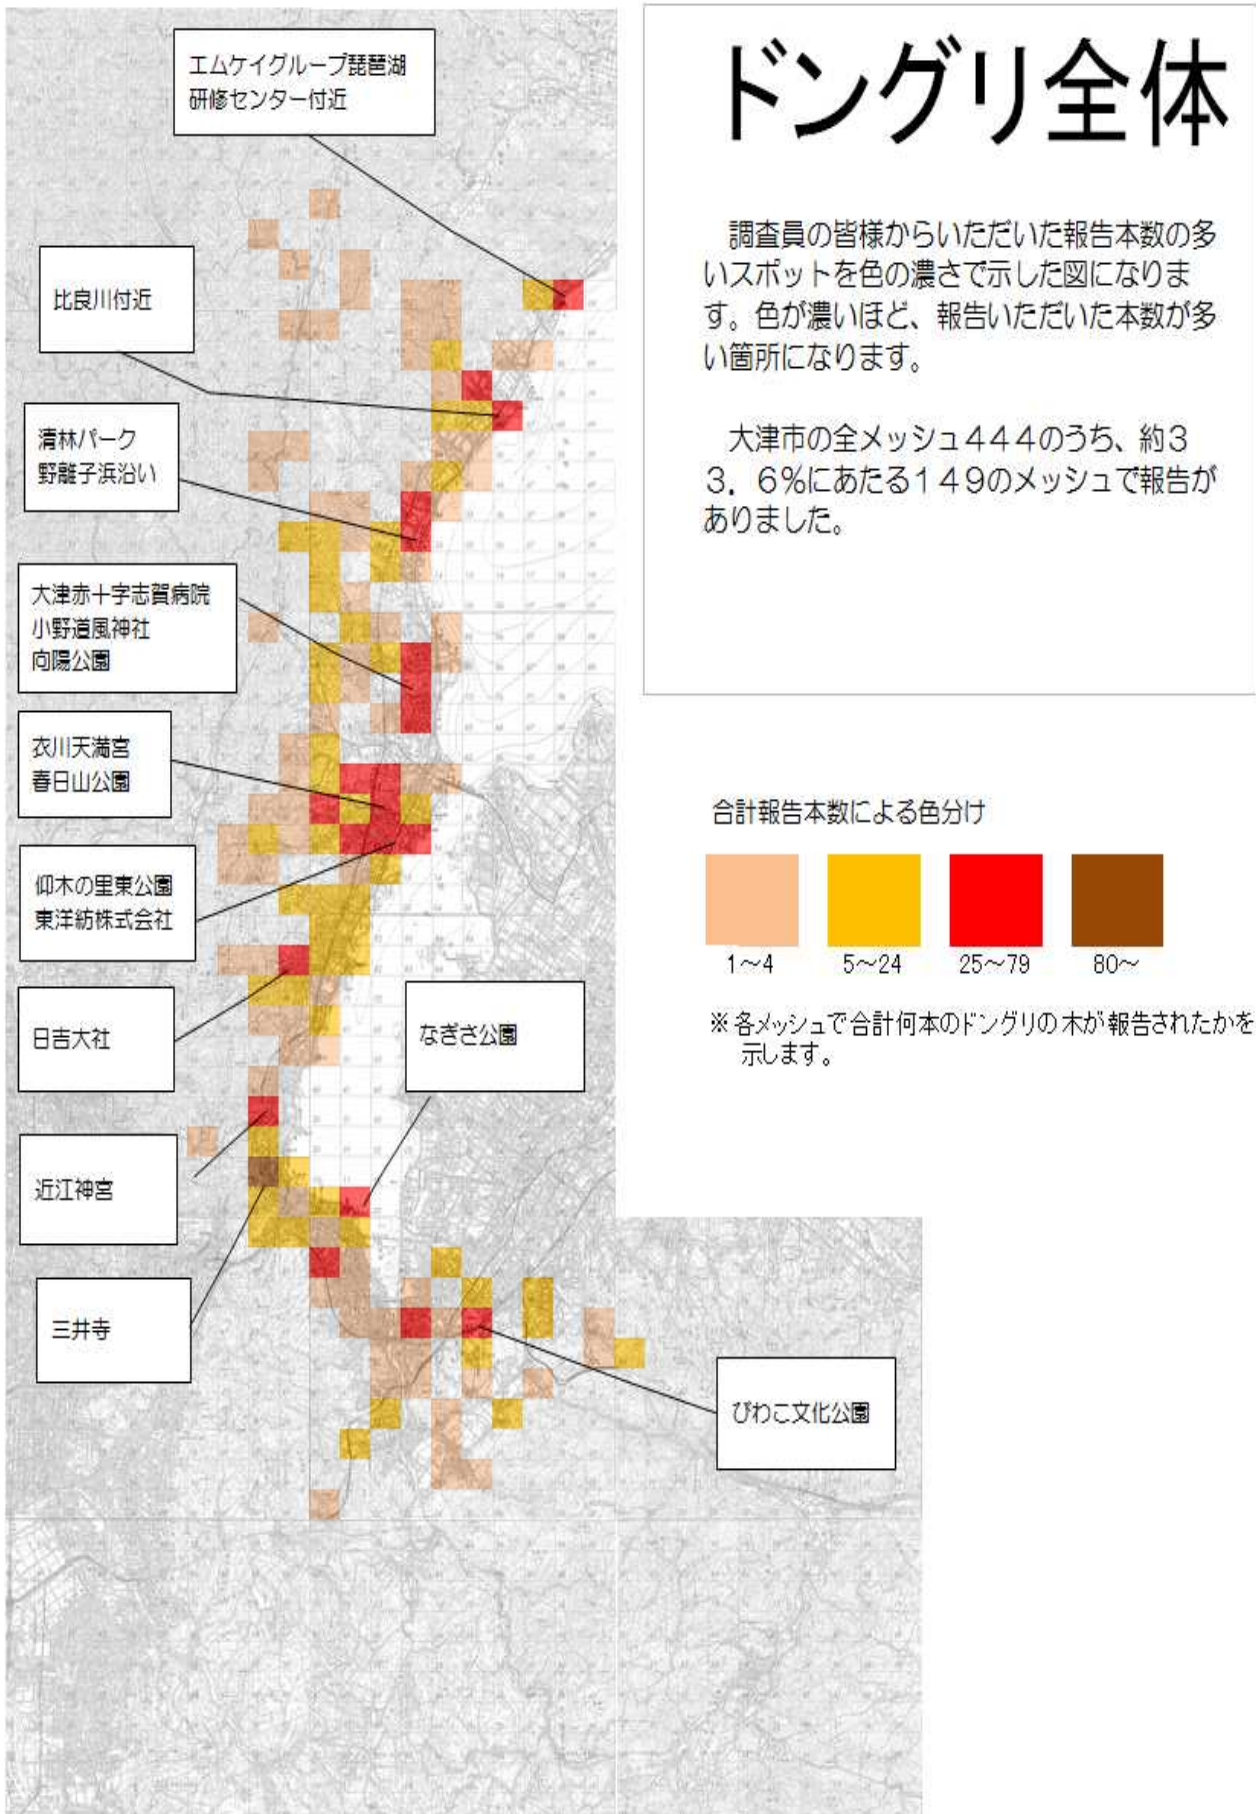 ドングリ全体
調査員の皆様からいただいた報告本数の多
いスポットを色の濃さで示した図になりま
す。色が濃いほど、報告いただいた本数が多
い箇所になります。
大津市の全メッシュ444のうち、約3
3.6%にあたる149のメッシュで報告が
ありました。
エムケイグループ琵琶湖
研修センター付近
比良川付近
清林パーク
野離子浜沿い
大津赤十字志賀病院
小野道風神社
向陽公園
衣川天満宮
春日山公園
仰木の里東公園
東洋紡株式会社
日吉大社
なぎさ公園
近江神宮
三井寺
びわこ文化公園
合計報告本数による色分け
1～4
5～24
25～79
80～
※各メッシュで合計何本のドングリの木が報告されたかを
示します。